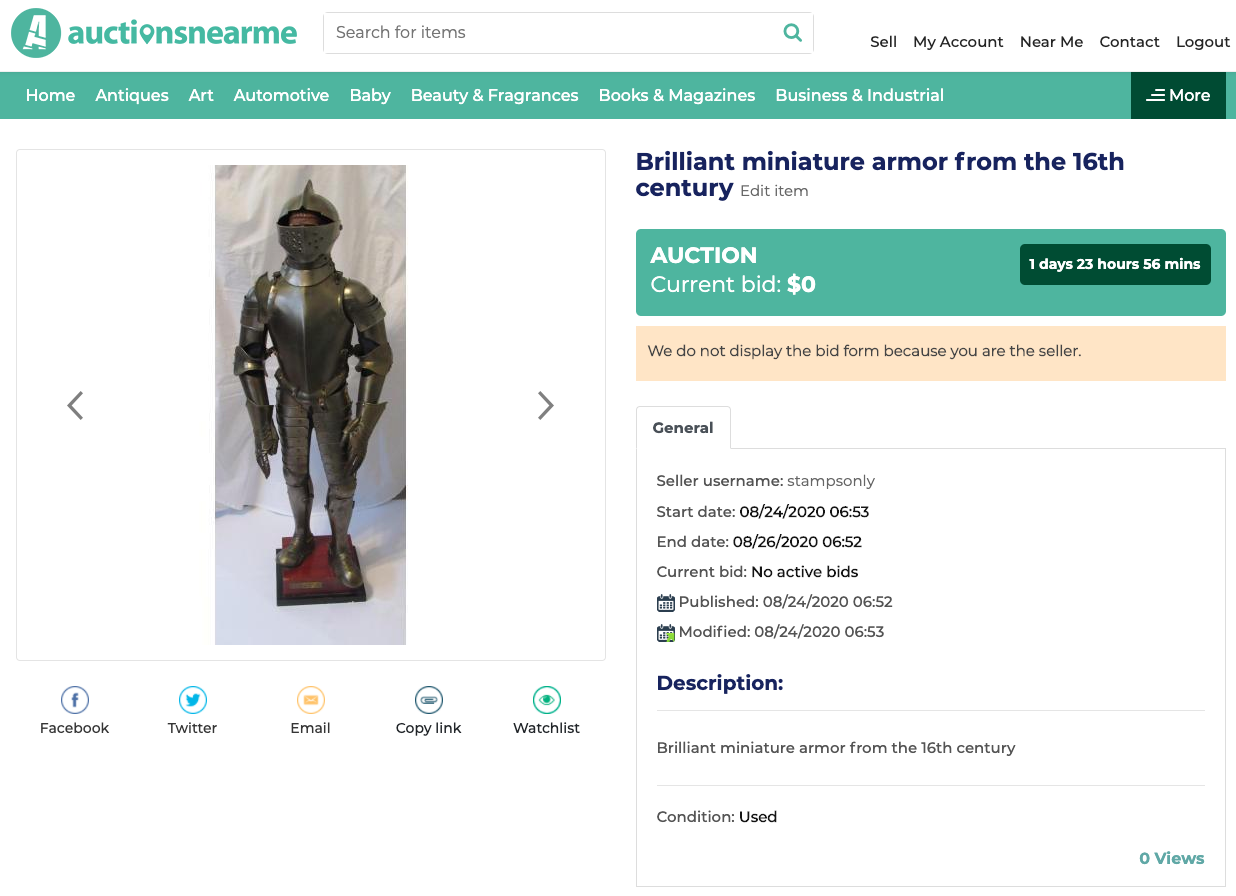 auctionsnearme
Search for items
Sell My Account Near Me Contact Logout
Home Antiques Art Automotive Baby Beauty & Fragrances Books & Magazines Business & Industrial More
Brilliant miniature armor from the 16th
century Edit item
AUCTION
Current bid: $0
1 days 23 hours 56 mins
We do not display the bid form because you are the seller.
General
Seller username: stampsonly
Start date: 08/24/2020 06:53
End date: 08/26/2020 06:52
Current bid: No active bids
Published: 08/24/2020 06:52
Modified: 08/24/2020 06:53
Description:
Brilliant miniature armor from the 16th century
Condition: Used
0 Views
Facebook Twitter Email Copy link Watchlist